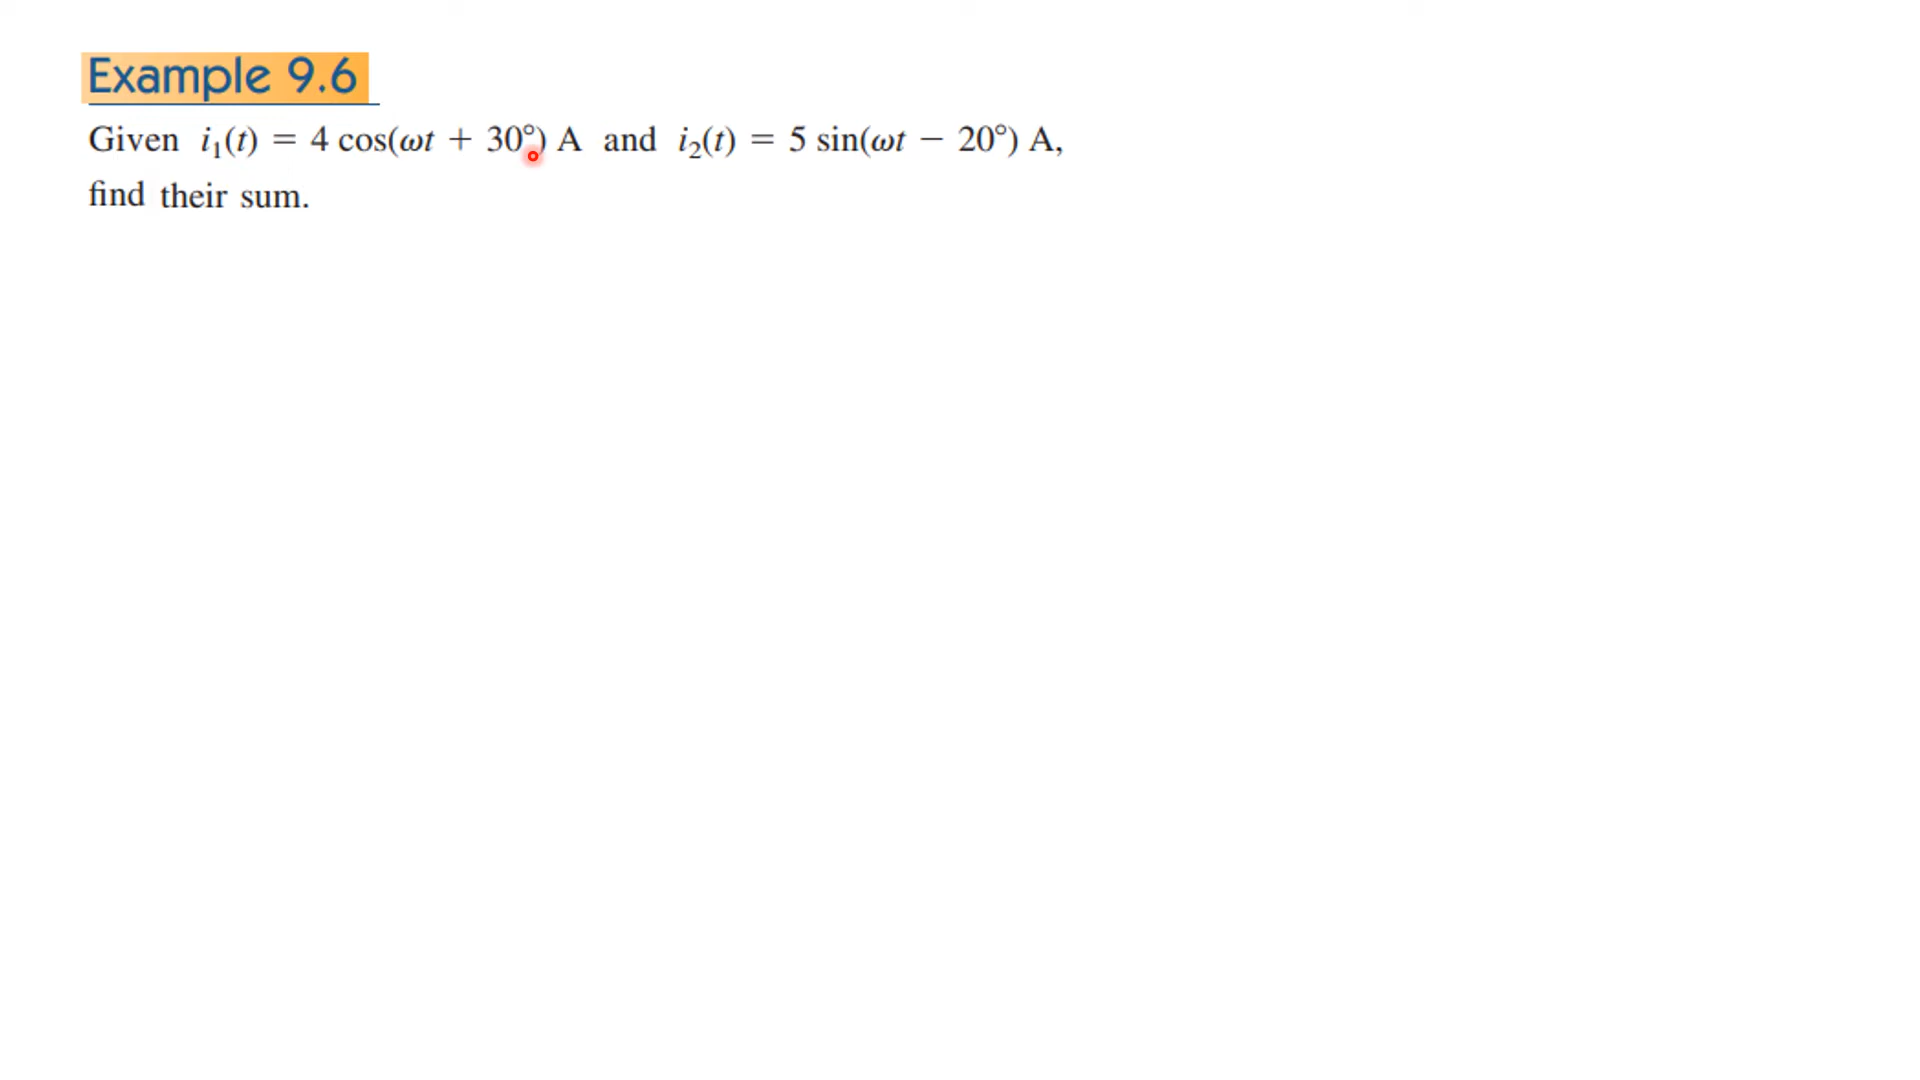 Example 9.6
Given i₁(t) = 4 cos(ωt + 30°) A and i₂(t) = 5 sin(ωt − 20°) A,
find their sum.